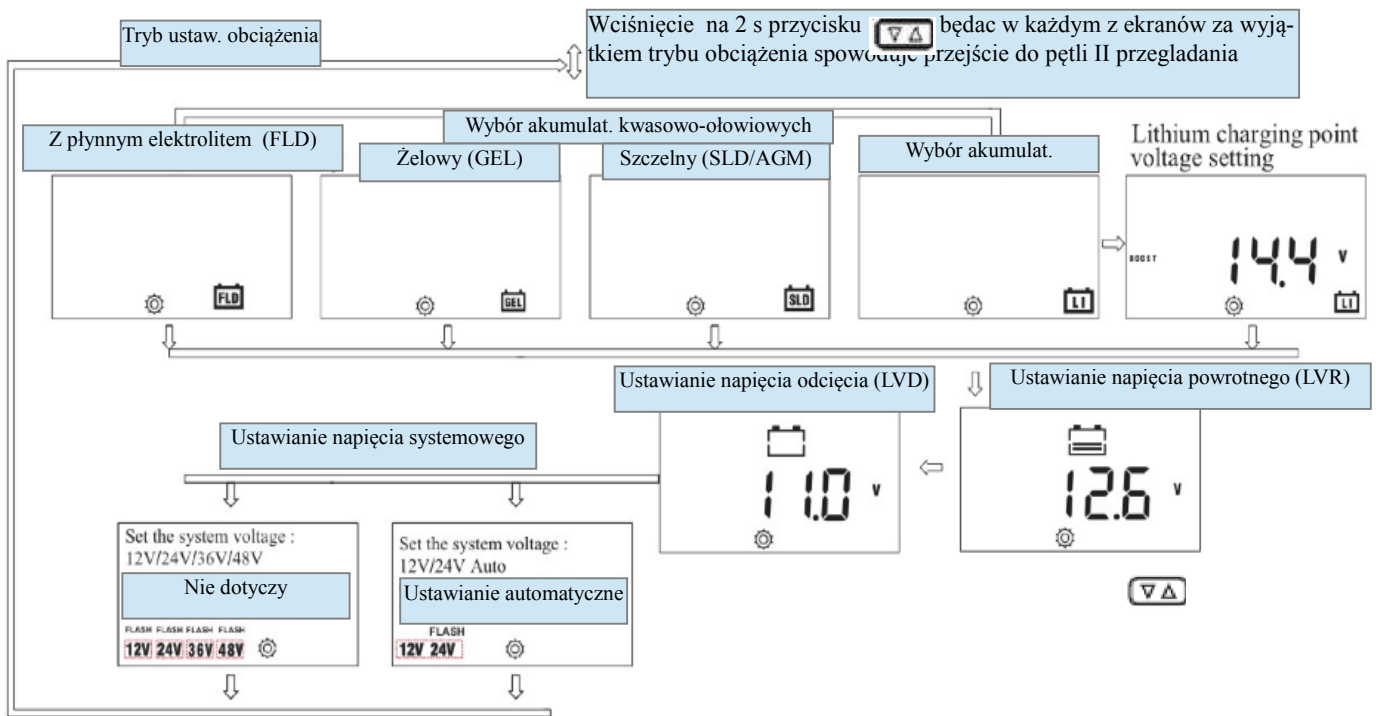 Tryb ustaw. obciążenia
Wciśnięcie na 2 s przycisku ▽ △ będac w każdym z ekranów za wyją-
tkiem trybu obciążenia spowoduje przejście do pętli II przegladania
Wybór akumulat. kwasowo-ołowiowych
Z płynnym elektrolitem (FLD)
Żelowy (GEL)
Szczelny (SLD/AGM)
Wybór akumulat.
Lithium charging point
voltage setting
FLD
GEL
SLD
LI
BOOST 14.4 V
LI
Ustawianie napięcia odcięcia (LVD)
Ustawianie napięcia powrotnego (LVR)
11.0 V
12.6 V
▽ △
Ustawianie napięcia systemowego
Set the system voltage :
12V/24V/36V/48V
Nie dotyczy
FLASH FLASH FLASH FLASH
12V 24V 36V 48V
Set the system voltage :
12V/24V Auto
Ustawianie automatyczne
FLASH
12V 24V